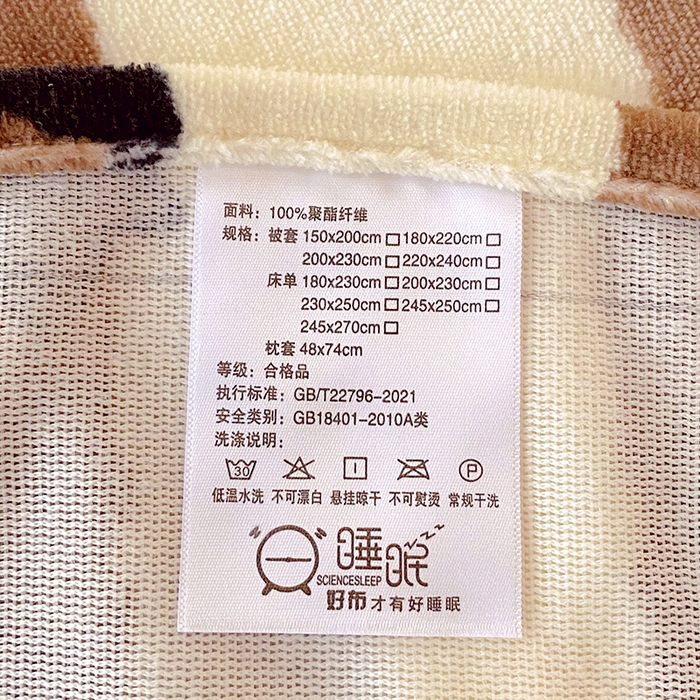 面料：100%聚酯纤维
规格：被套 150x200cm□180x220cm□
200x230cm□220x240cm□
床单 180x230cm□200x230cm□
230x250cm□245x250cm□
245x270cm□
枕套 48x74cm
等级：合格品
执行标准：GB/T22796-2021
安全类别：GB18401-2010A类
洗涤说明：
30 P
低温水洗 不可漂白 悬挂晾干 不可熨烫 常规干洗
睡眠zzz
SCIENCESLEEP
好布才有好睡眠